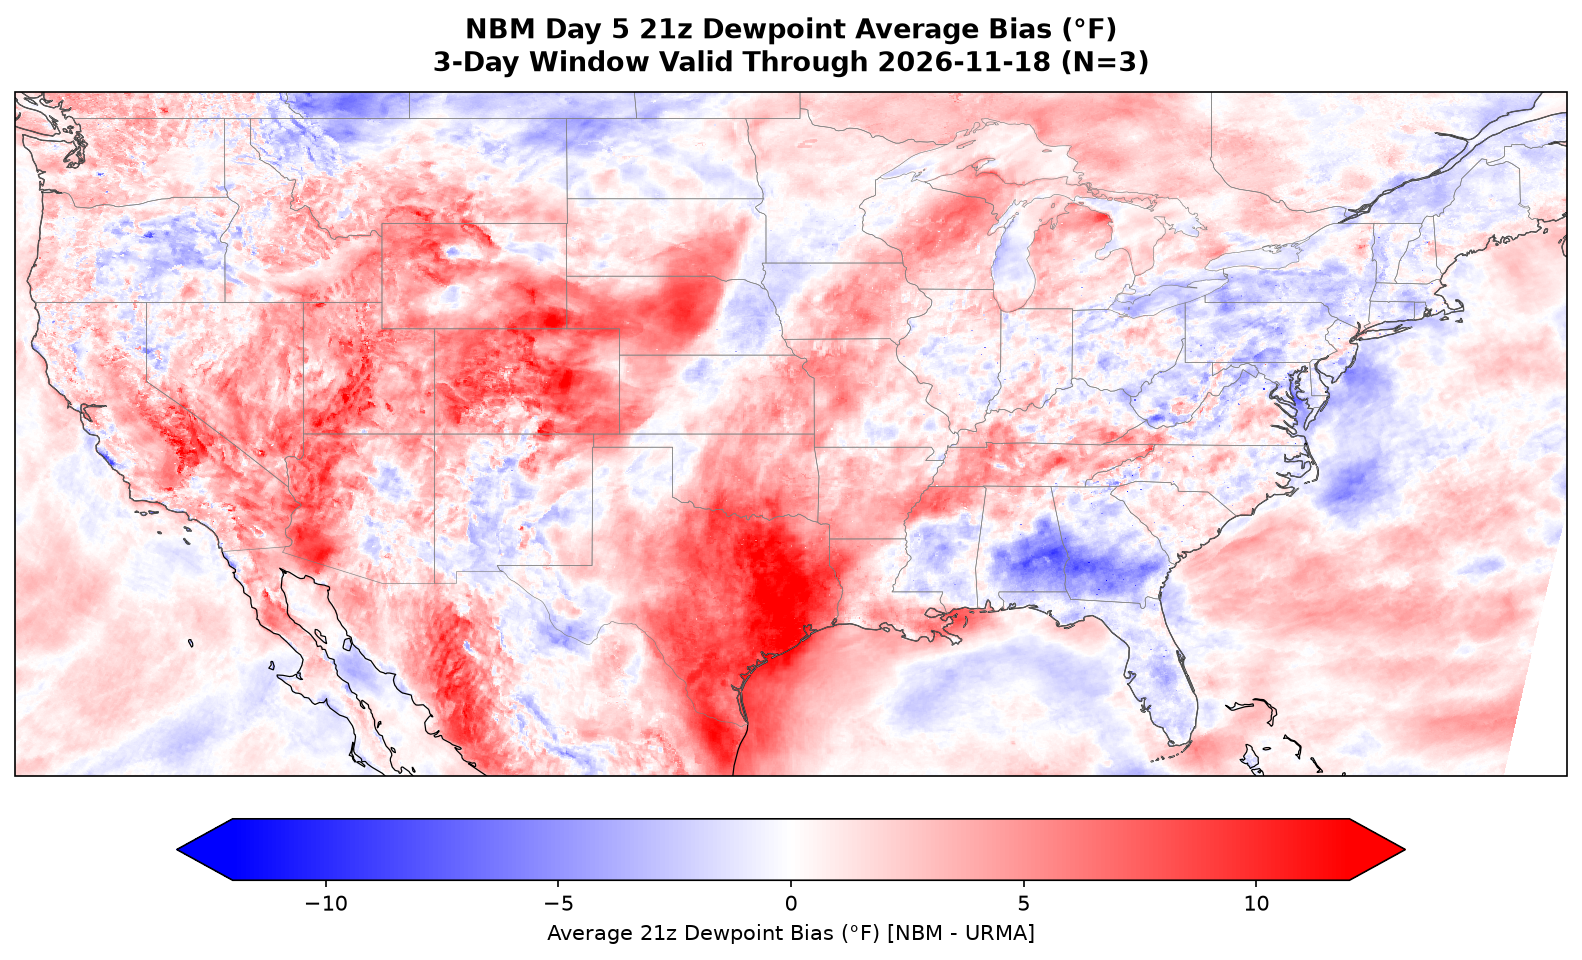 NBM Day 5 21z Dewpoint Average Bias (°F)
3-Day Window Valid Through 2026-11-18 (N=3)
−10 −5 0 5 10
Average 21z Dewpoint Bias (°F) [NBM - URMA]